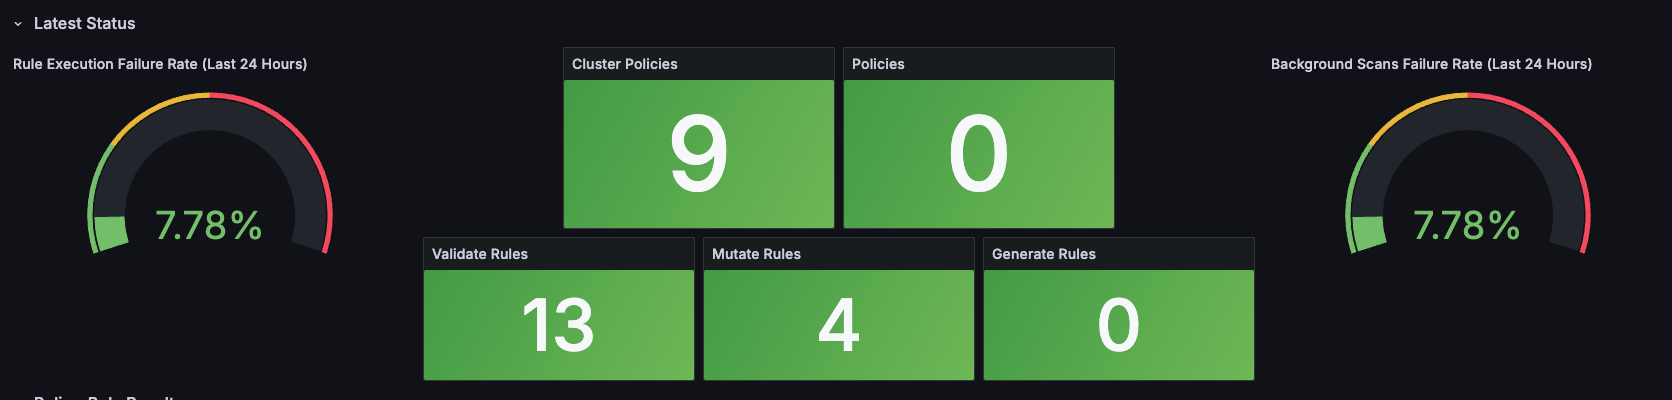 Latest Status
Rule Execution Failure Rate (Last 24 Hours)
7.78%
Cluster Policies
9
Policies
0
Validate Rules
13
Mutate Rules
4
Generate Rules
0
Background Scans Failure Rate (Last 24 Hours)
7.78%